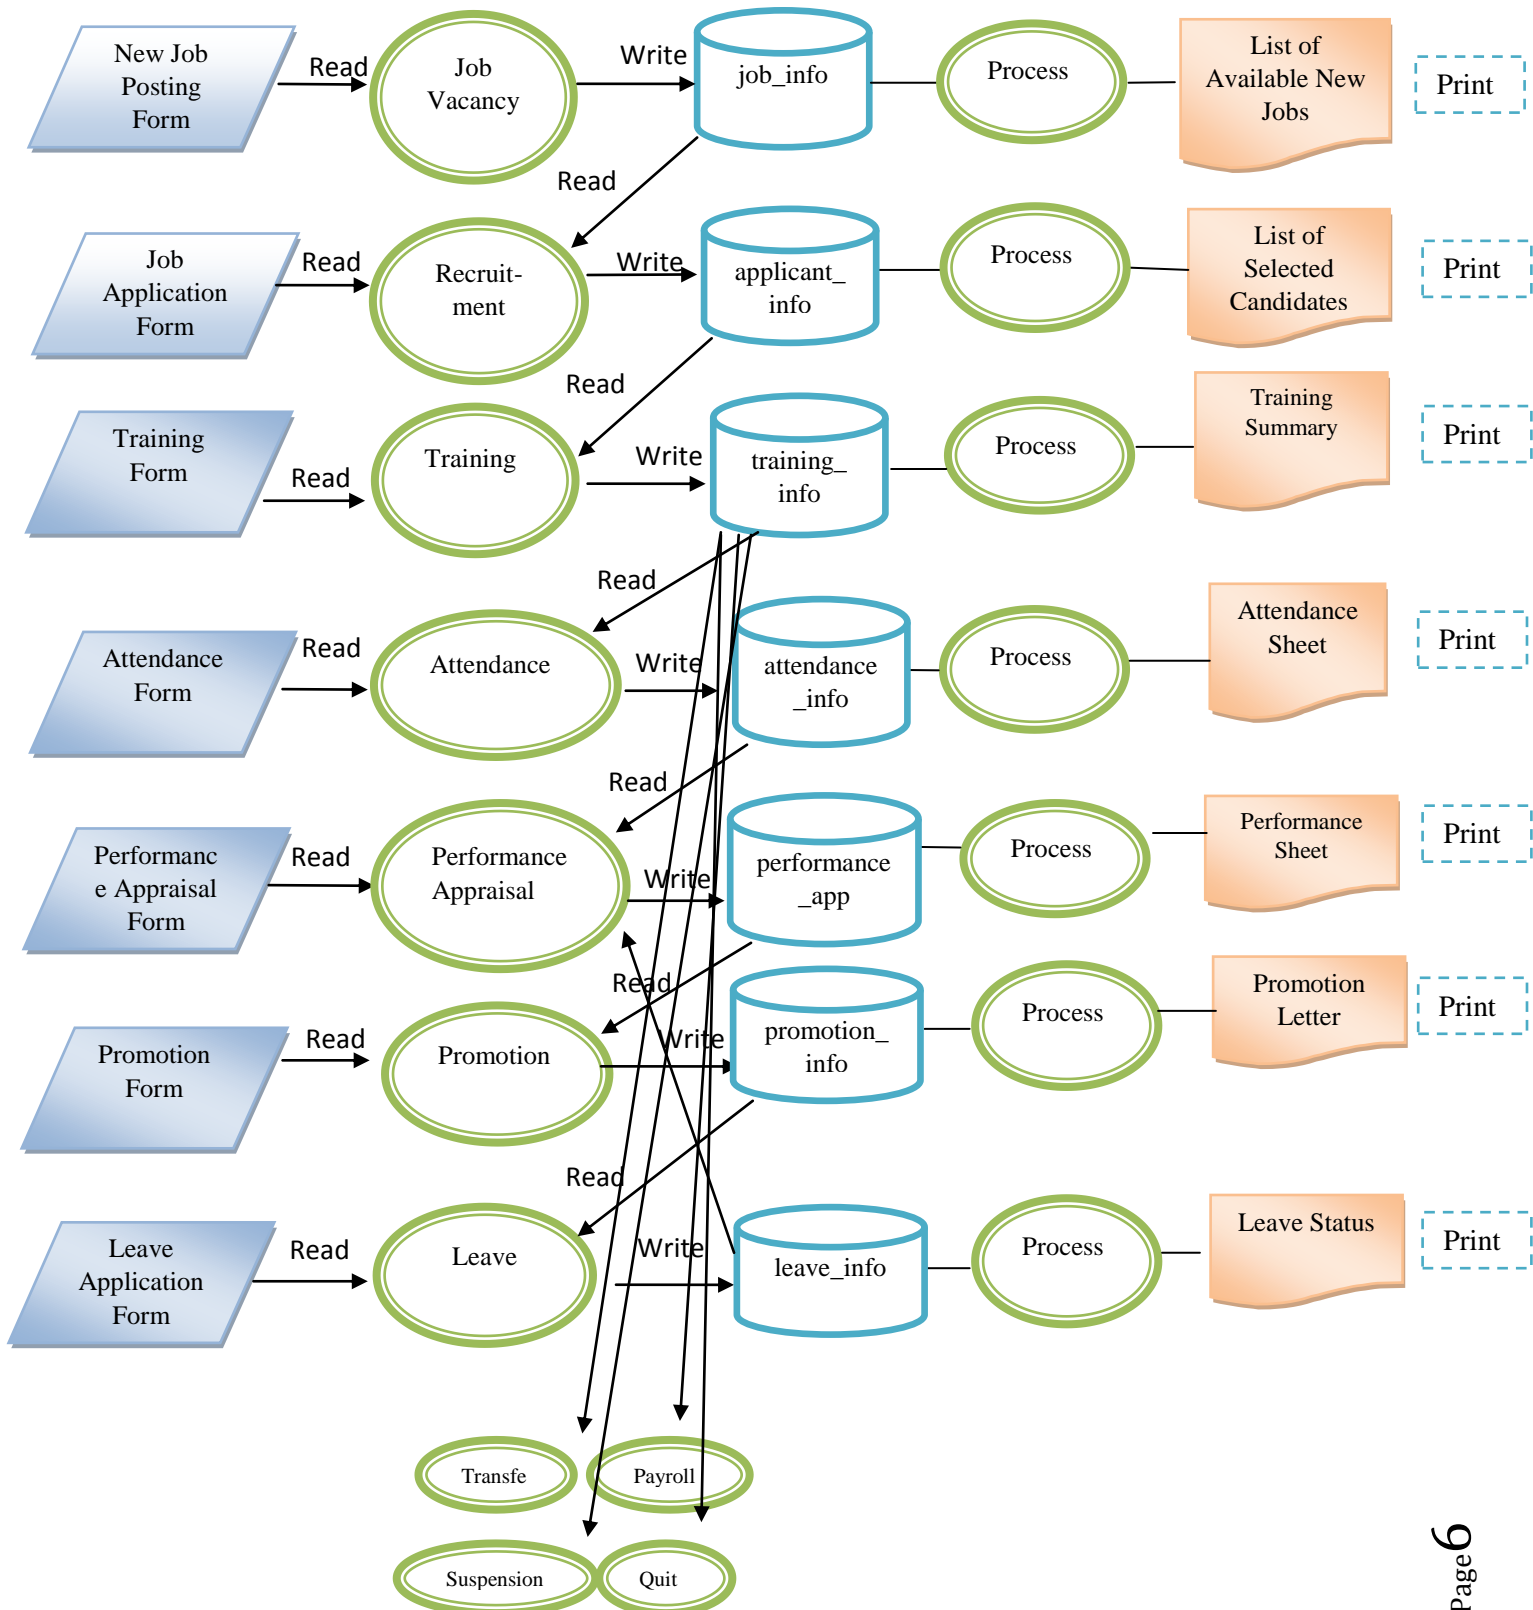 New Job
Posting
Form
Read
Job
Vacancy
Write
job_info
Process
List of
Available New
Jobs
Print
Read
Job
Application
Form
Read
Recruit-
ment
Write
applicant_
info
Process
List of
Selected
Candidates
Print
Read
Training
Form
Read
Training
Write
training_
info
Process
Training
Summary
Print
Read
Attendance
Form
Read
Attendance
Write
attendance
_info
Process
Attendance
Sheet
Print
Read
Performanc
e Appraisal
Form
Read
Performance
Appraisal
Write
performance
_app
Process
Performance
Sheet
Print
Read
Promotion
Form
Read
Promotion
Write
promotion_
info
Process
Promotion
Letter
Print
Read
Leave
Application
Form
Read
Leave
Write
leave_info
Process
Leave Status
Print
Transfe
Payroll
Suspension
Quit
Page 6